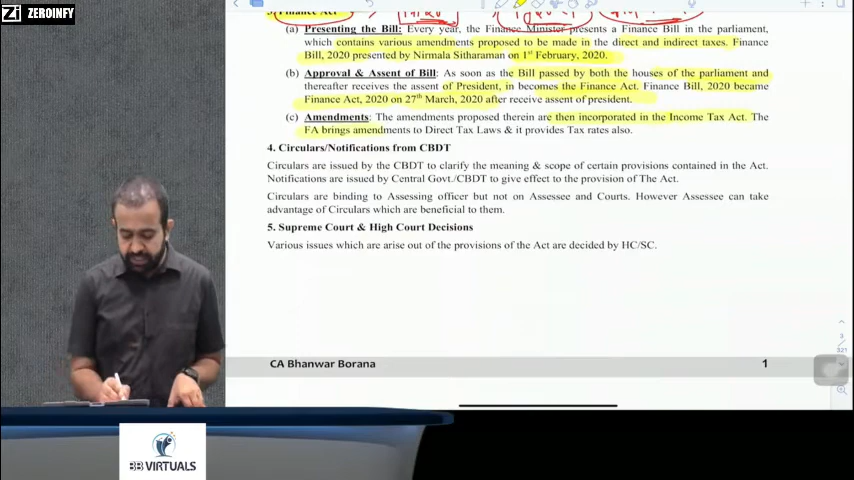 Zi ZEROINFY
3. Finance Act
(a) Presenting the Bill: Every year, the Finance Minister presents a Finance Bill in the parliament,
which contains various amendments proposed to be made in the direct and indirect taxes. Finance
Bill, 2020 presented by Nirmala Sitharaman on 1st February, 2020.
(b) Approval & Assent of Bill: As soon as the Bill passed by both the houses of the parliament and
thereafter receives the assent of President, in becomes the Finance Act. Finance Bill, 2020 became
Finance Act, 2020 on 27th March, 2020 after receive assent of president.
(c) Amendments: The amendments proposed therein are then incorporated in the Income Tax Act. The
FA brings amendments to Direct Tax Laws & it provides Tax rates also.
4. Circulars/Notifications from CBDT
Circulars are issued by the CBDT to clarify the meaning & scope of certain provisions contained in the Act.
Notifications are issued by Central Govt./CBDT to give effect to the provision of The Act.
Circulars are binding to Assessing officer but not on Assessee and Courts. However Assessee can take
advantage of Circulars which are beneficial to them.
5. Supreme Court & High Court Decisions
Various issues which are arise out of the provisions of the Act are decided by HC/SC.
CA Bhanwar Borana 1
BB VIRTUALS